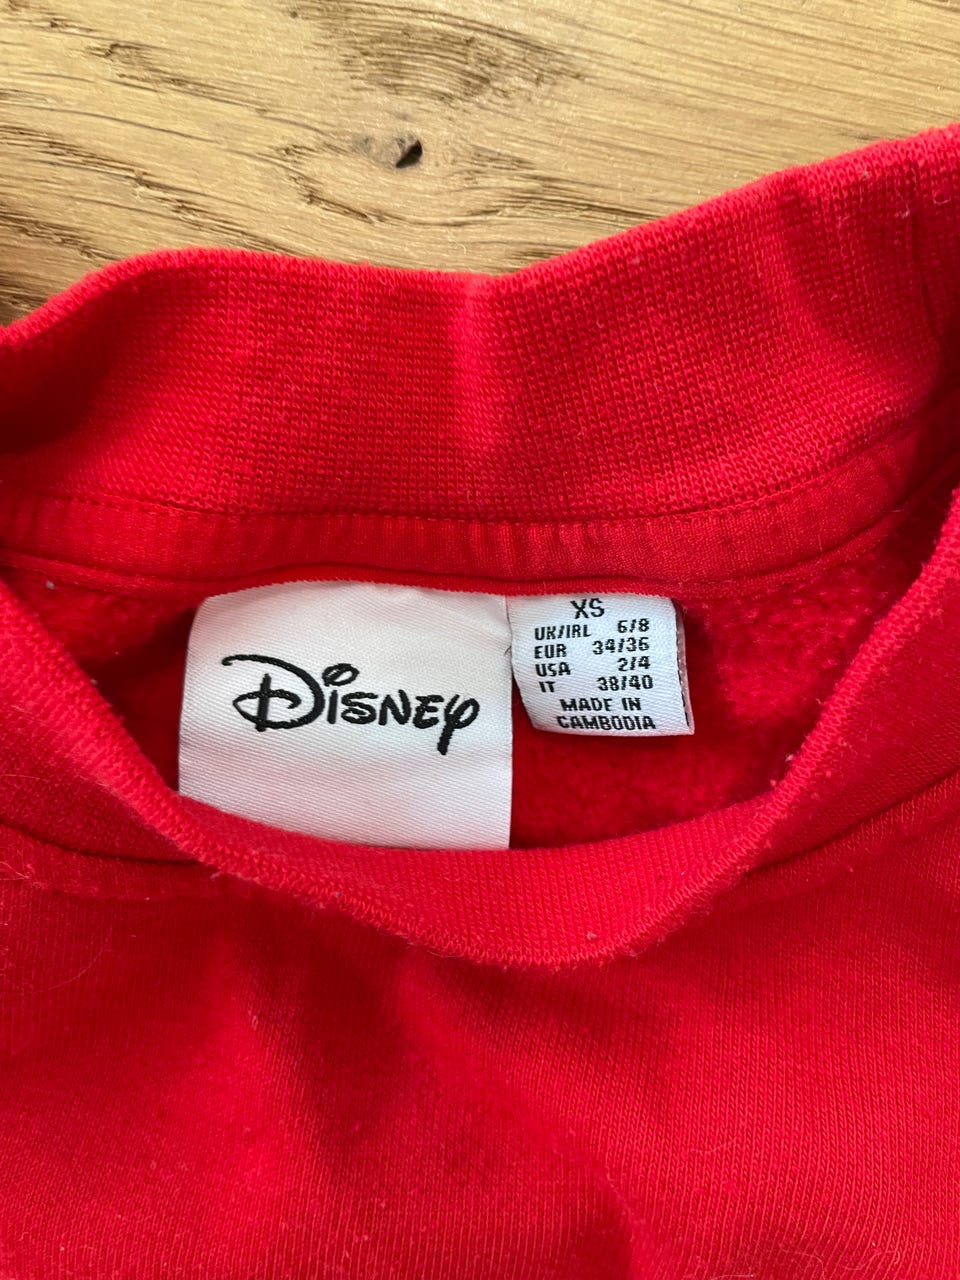 Disney
XS
UK/IRL 6/8
EUR 34/36
USA 2/4
IT 38/40
MADE IN
CAMBODIA